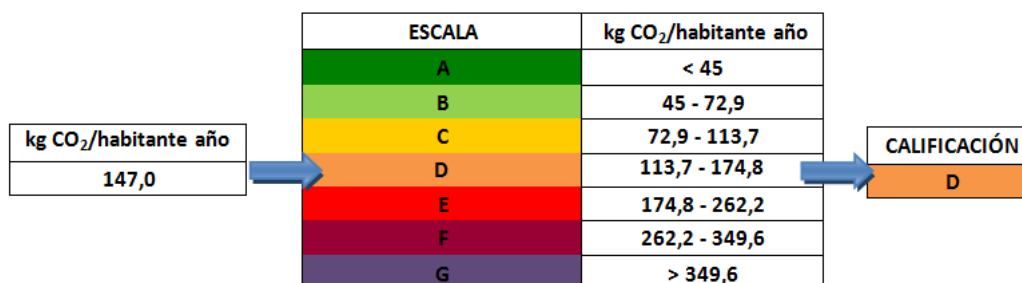 ESCALA kg CO₂/habitante año
A < 45
B 45 - 72,9
kg CO₂/habitante año
147,0
C 72,9 - 113,7
D 113,7 - 174,8
E 174,8 - 262,2
F 262,2 - 349,6
G > 349,6
CALIFICACIÓN
D